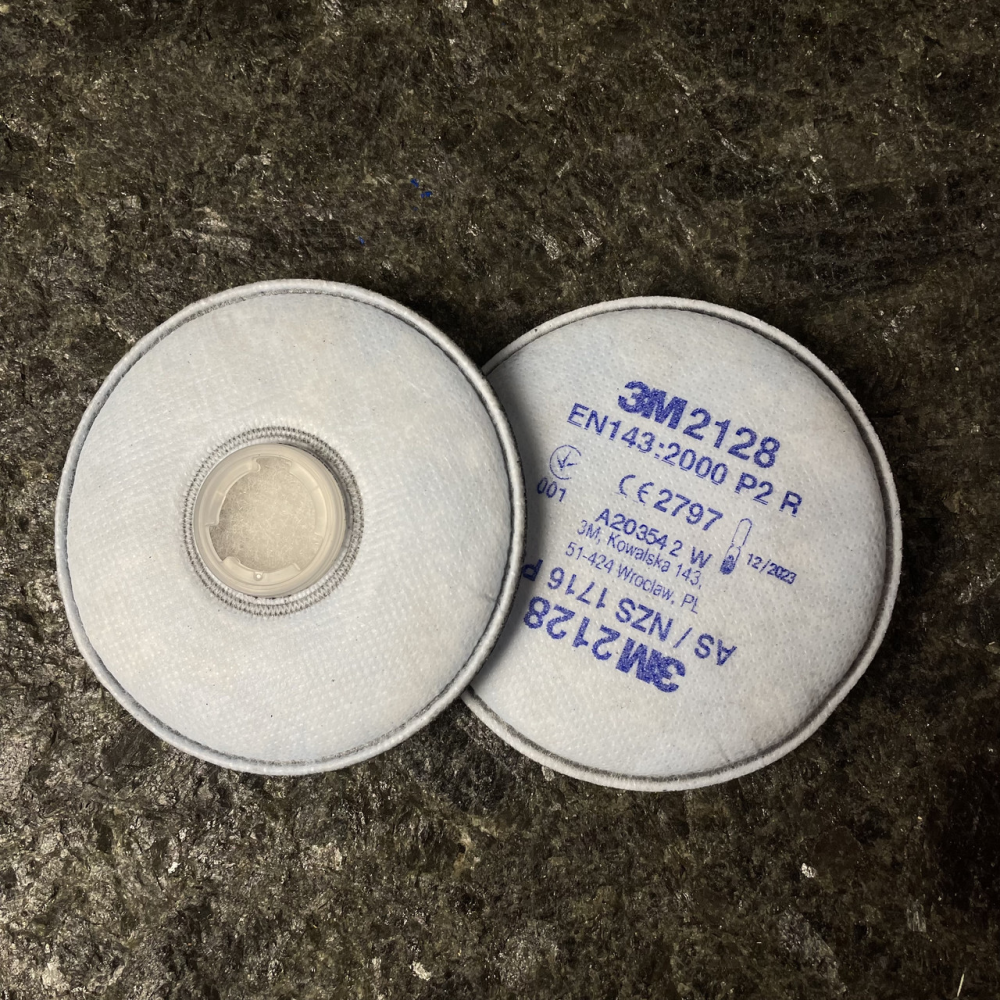 3M 2128
EN143:2000 P2 R
001
CE 2797
A20354 2 W
12/2023
3M, Kowalska 143,
51-424 Wroclaw, PL
AS / NZS 1716 P
3M 2128